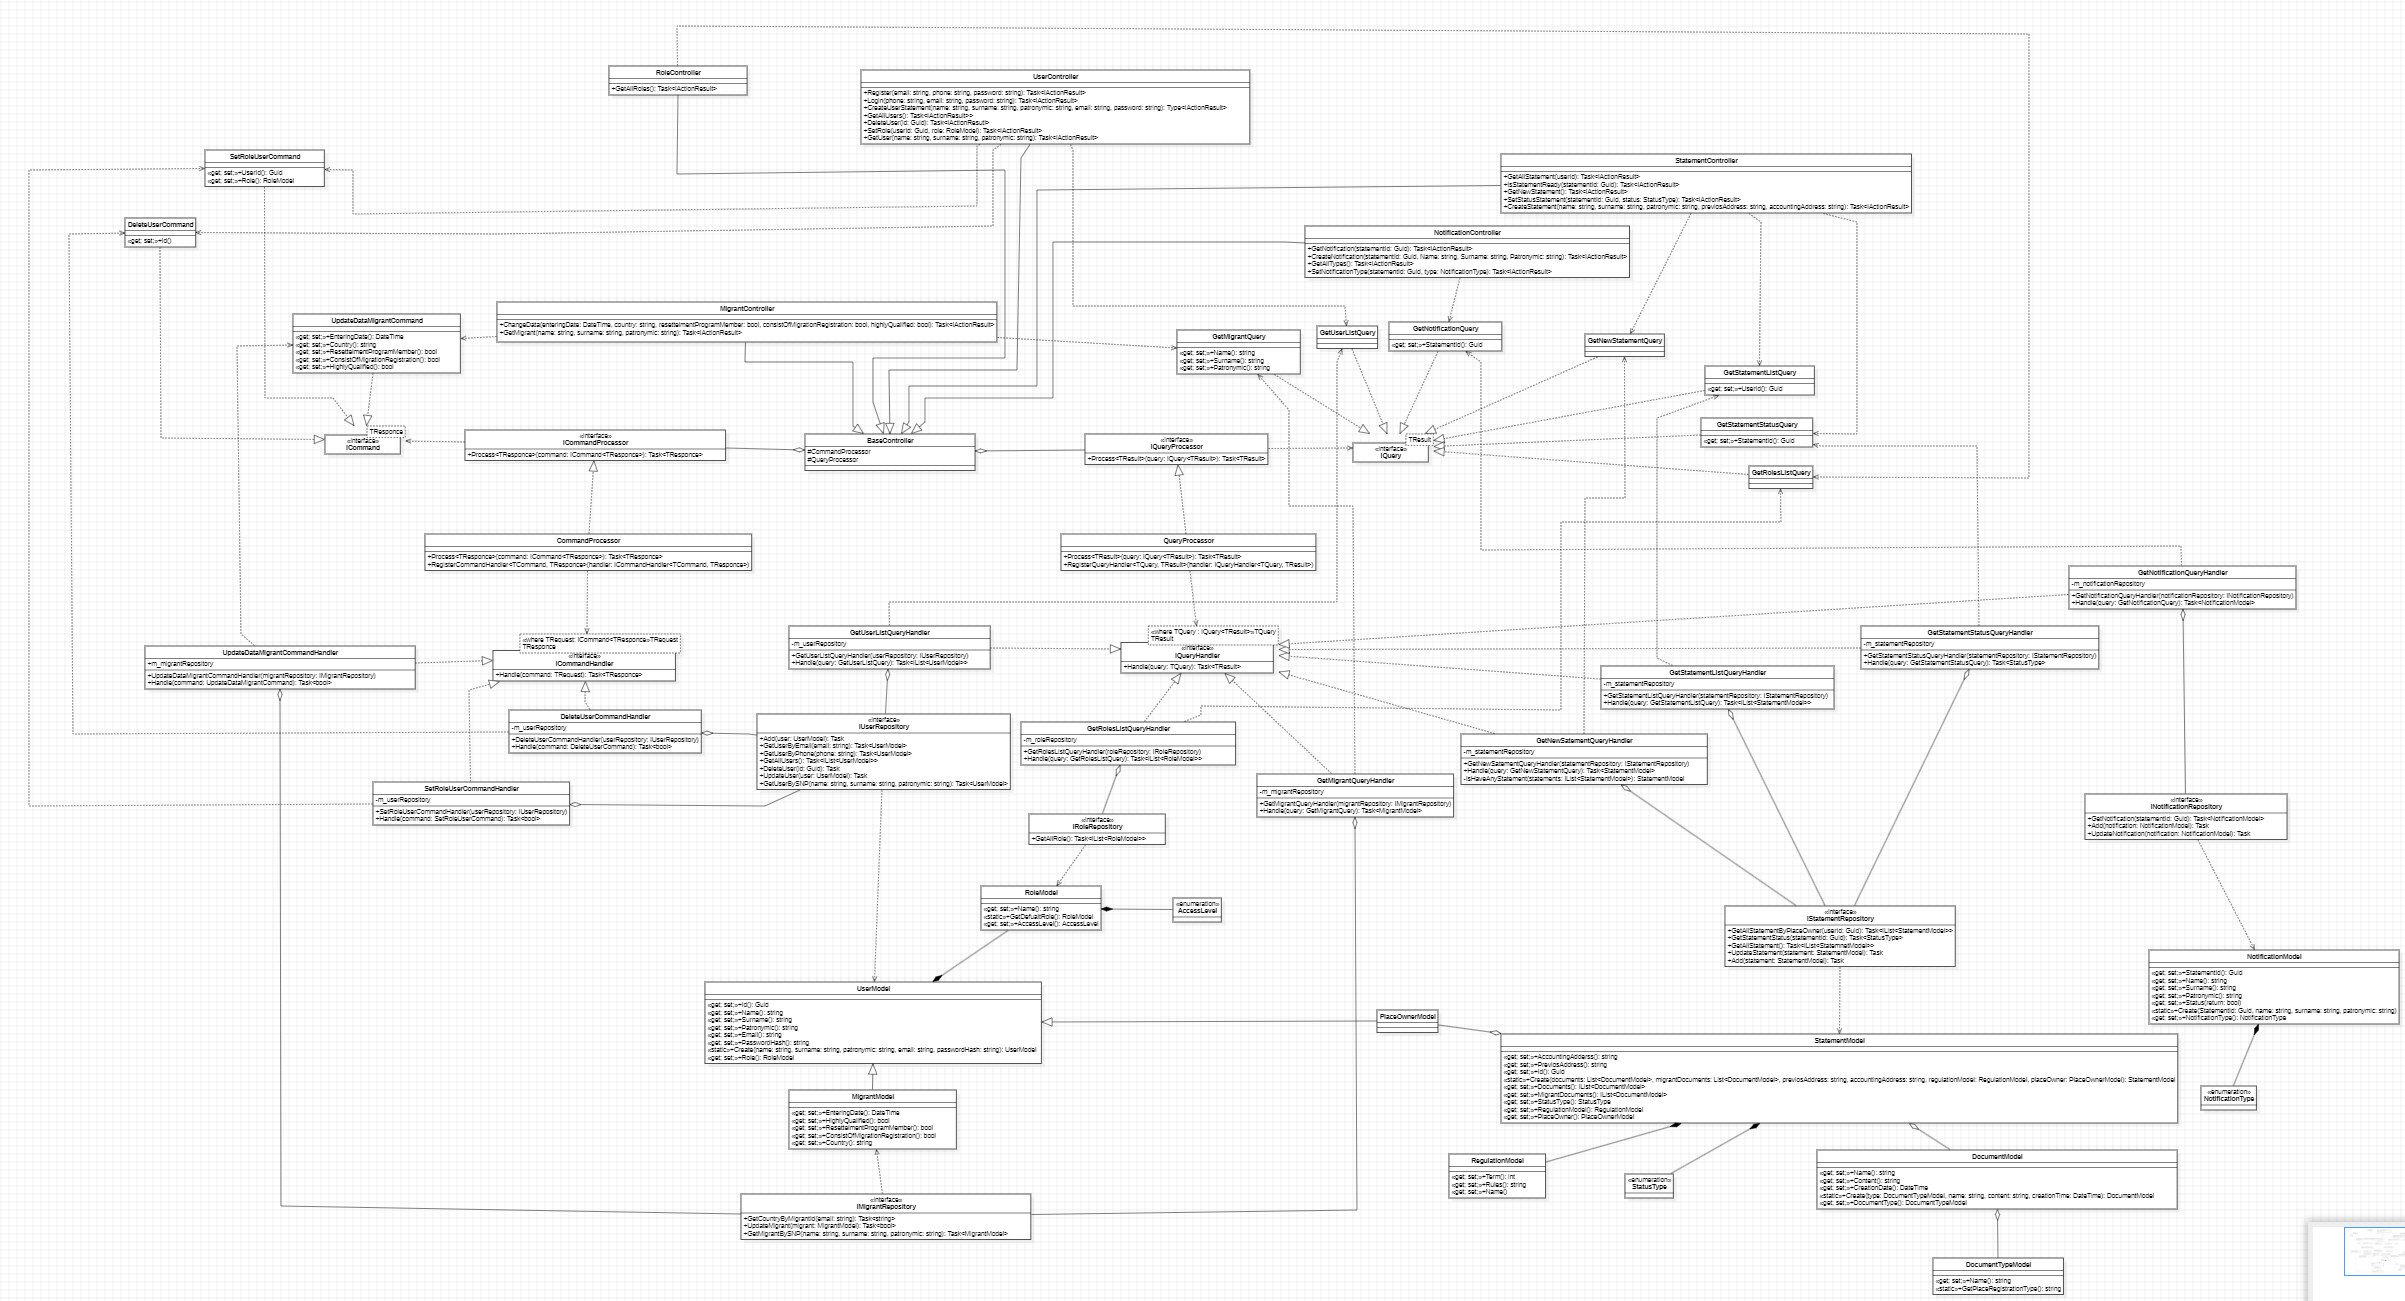 RoleController
+GetAllRoles(): Task<IActionResult>
UserController
+Register(email: string, phone: string, password: string): Task<IActionResult>
+Login(phone: string, email: string, password: string): Task<IActionResult>
+CreateUserStatement(name: string, surname: string, patronymic: string, email: string, password: string): Type<IActionResult>
+GetAllUsers(): Task<IActionResult>>
+DeleteUser(id: Guid): Task<IActionResult>
+SetRole(userId: Guid, role: RoleModel): Task<IActionResult>
+GetUser(name: string, surname: string, patronymic: string): Task<IActionResult>
SetRoleUserCommand
«get; set;»+UserId(): Guid
«get; set;»+Role(): RoleModel
StatementController
+GetAllStatement(userId): Task<IActionResult>
+IsStatementReady(statementId: Guid): Task<IActionResult>
+GetNewStatement(): Task<IActionResult>
+SetStatusStatement(statementId: Guid, status: StatusType): Task<IActionResult>
+CreateStatement(name: string, surname: string, patronymic: string, previosAddress: string, accountingAddress: string): Task<IActionResult>
DeleteUserCommand
«get; set;»+Id()
NotificationController
+GetNotification(statementId: Guid): Task<IActionResult>
+CreateNotification(statementId: Guid, Name: string, Surname: string, Patronymic: string): Task<IActionResult>
+GetAllTypes(): Task<IActionResult>
+SetNotificationType(statementId: Guid, type: NotificationType): Task<IActionResult>
MigrantController
+ChangeData(enteringDate: DateTime, country: string, resettelmentProgramMember: bool, consistOfMigrationRegistration: bool, highlyQualified: bool): Task<IActionResult>
+GetMigrant(name: string, surname: string, patronymic: string): Task<IActionResult>
UpdateDataMigrantCommand
«get; set;»+EnteringDate(): DateTime
«get; set;»+Country(): string
«get; set;»+ResettelmentProgramMember(): bool
«get; set;»+ConsistOfMigrationRegistration(): bool
«get; set;»+HighlyQualified(): bool
GetMigrantQuery
«get; set;»+Name(): string
«get; set;»+Surname(): string
«get; set;»+Patronymic(): string
GetUserListQuery
GetNotificationQuery
«get; set;»+StatementId(): Guid
GetNewStatementQuery
GetStatementListQuery
«get; set;»+UserId(): Guid
GetStatementStatusQuery
«get; set;»+StatementId(): Guid
GetRolesListQuery
TResponce
«interface»
ICommand
«interface»
ICommandProcessor
+Process<TResponce>(command: ICommand<TResponce>): Task<TResponce>
BaseController
#CommandProcessor
#QueryProcessor
«interface»
IQueryProcessor
+Process<TResult>(query: IQuery<TResult>): Task<TResult>
TResult
«interface»
IQuery
CommandProcessor
+Process<TResponce>(command: ICommand<TResponce>): Task<TResponce>
+RegisterCommandHandler<TCommand, TResponce>(handler: ICommandHandler<TCommand, TResponce>)
QueryProcessor
+Process<TResult>(query: IQuery<TResult>): Task<TResult>
+RegisterQueryHandler<TQuery, TResult>(handler: IQueryHandler<TQuery, TResult>)
GetNotificationQueryHandler
-m_notificationRepository
+GetNotificationQueryHandler(notificationRepository: INotificationRepository)
+Handle(query: GetNotificationQuery): Task<NotificationModel>
UpdateDataMigrantCommandHandler
+m_migrantRepository
+UpdateDataMigrantCommandHandler(migrantRepository: IMigrantRepository)
+Handle(command: UpdateDataMigrantCommand): Task<bool>
«where TRequest: ICommand<TResponce»TRequest
TResponce
«interface»
ICommandHandler
+Handle(command: TRequest): Task<TResponce>
GetUserListQueryHandler
-m_userRepository
+GetUserListQueryHandler(userRepository: IUserRepository)
+Handle(query: GetUserListQuery): Task<IList<UserModel>>
«where TQuery : IQuery<TResult>»TQuery
TResult
«interface»
IQueryHandler
+Handle(query: TQuery): Task<TResult>
GetStatementStatusQueryHandler
-m_statementRepository
+GetStatementStatusQueryHandler(statementRepository: IStatementRepository)
+Handle(query: GetStatementStatusQuery): Task<StatusType>
GetStatementListQueryHandler
-m_statementRepository
+GetStatementListQueryHandler(statementRepository: IStatementRepository)
+Handle(query: GetStatementListQuery): Task<IList<StatementModel>>
DeleteUserCommandHandler
-m_userRepository
+DeleteUserCommandHandler(userRepository: IUserRepository)
+Handle(command: DeleteUserCommand): Task<bool>
«interface»
IUserRepository
+Add(user: UserModel): Task
+GetUserByEmail(email: string): Task<UserModel>
+GetUserByPhone(phone: string): Task<UserModel>
+GetAllUsers(): Task<IList<UserModel>>
+DeleteUser(id: Guid): Task
+UpdateUser(user: UserModel): Task
+GetUserBySNP(name: string, surname: string, patronymic: string): Task<UserModel>
GetRolesListQueryHandler
-m_roleRepository
+GetRolesListQueryHandler(roleRepository: IRoleRepository)
+Handle(query: GetRolesListQuery): Task<IList<RoleModel>>
GetNewSatementQueryHandler
-m_statementRepository
+GetNewSatementQueryHandler(statementRepository: IStatementRepository)
+Handle(query: GetNewStatementQuery): Task<StatementModel>
-IsHaveAnyStatement(statements: IList<StatementModel>): StatementModel
SetRoleUserCommandHandler
-m_userRepository
+SetRoleUserCommandHandler(userRepository: IUserRepository)
+Handle(command: SetRoleUserCommand): Task<bool>
GetMigrantQueryHandler
-m_migrantRepository
+GetMigrantQueryHandler(migrantRepository: IMigrantRepository)
+Handle(query: GetMigrantQuery): Task<MigrantModel>
«interface»
INotificationRepository
+GetNotification(statementId: Guid): Task<NotificationModel>
+Add(notification: NotificationModel): Task
+UpdateNotification(notification: NotificationModel): Task
«interface»
IRoleRepository
+GetAllRole(): Task<IList<RoleModel>>
RoleModel
«get; set;»+Name(): string
«static»+GetDefualtRole(): RoleModel
«get; set;»+AccessLevel(): AccessLevel
«enumeration»
AccessLevel
«interface»
IStatementRepository
+GetAllStatementByPlaceOwner(userId: Guid): Task<IList<StatementModel>>
+GetStatementStatus(statementId: Guid): Task<StatusType>
+GetAllStatement(): Task<IList<StatemnetModel>>
+UpdateStatement(statement: StatementModel): Task
+Add(statement: StatementModel): Task
NotificationModel
«get; set;»+StatementId(): Guid
«get; set;»+Name(): string
«get; set;»+Surname(): string
«get; set;»+Patronymic(): string
«get; set;»+Status(return: bool)
«static»+Create(StatementId: Guid, name: string, surname: string, patronymic: string)
«get; set;»+NotificationType(): NotificationType
UserModel
«get; set;»+Id(): Guid
«get; set;»+Name(): string
«get; set;»+Surname(): string
«get; set;»+Patronymic(): string
«get; set;»+Email(): string
«get; set;»+PasswordHash(): string
«static»+Create(name: string, surname: string, patronymic: string, email: string, passwordHash: string): UserModel
«get; set;»+Role(): RoleModel
PlaceOwnerModel
StatementModel
«get; set;»+AccountingAdderss(): string
«get; set;»+PreviosAddress(): string
«get; set;»+Id(): Guid
«static»+Create(documents: List<DocumentModel>, migrantDocuments: List<DocumentModel>, previosAddress: string, accountingAddress: string, regulationModel: RegulationModel, placeOwner: PlaceOwnerModel): StatementModel
«get; set;»+Documents(): IList<DocumentModel>
«get; set;»+MigrantDocuments(): IList<DocumentModel>
«get; set;»+StatusType(): StatusType
«get; set;»+RegulationModel(): RegulationModel
«get; set;»+PlaceOwner(): PlaceOwnerModel
MigrantModel
«get; set;»+EnteringDate(): DateTime
«get; set;»+HighlyQualified(): bool
«get; set;»+ResettelmentProgramMember(): bool
«get; set;»+ConsistOfMigrationRegistration(): bool
«get; set;»+Country(): string
«enumeration»
NotificationType
RegulationModel
«get; set;»+Term(): int
«get; set;»+Rules(): string
«get; set;»+Name()
«enumeration»
StatusType
DocumentModel
«get; set;»+Name(): string
«get; set;»+Content(): string
«get; set;»+CreationDate(): DateTime
«static»+Create(type: DocumentTypeModel, name: string, content: string, creationTime: DateTime): DocumentModel
«get; set;»+DocumentType(): DocumentTypeModel
«interface»
IMigrantRepository
+GetCountryByMigrantId(email: string): Task<string>
+UpdateMigrant(migrant: MigrantModel): Task<bool>
+GetMigrantBySNP(name: string, surname: string, patronymic: string): Task<MigrantModel>
DocumentTypeModel
«get; set;»+Name(): string
«static»+GetPlaceRegistrationType(): string